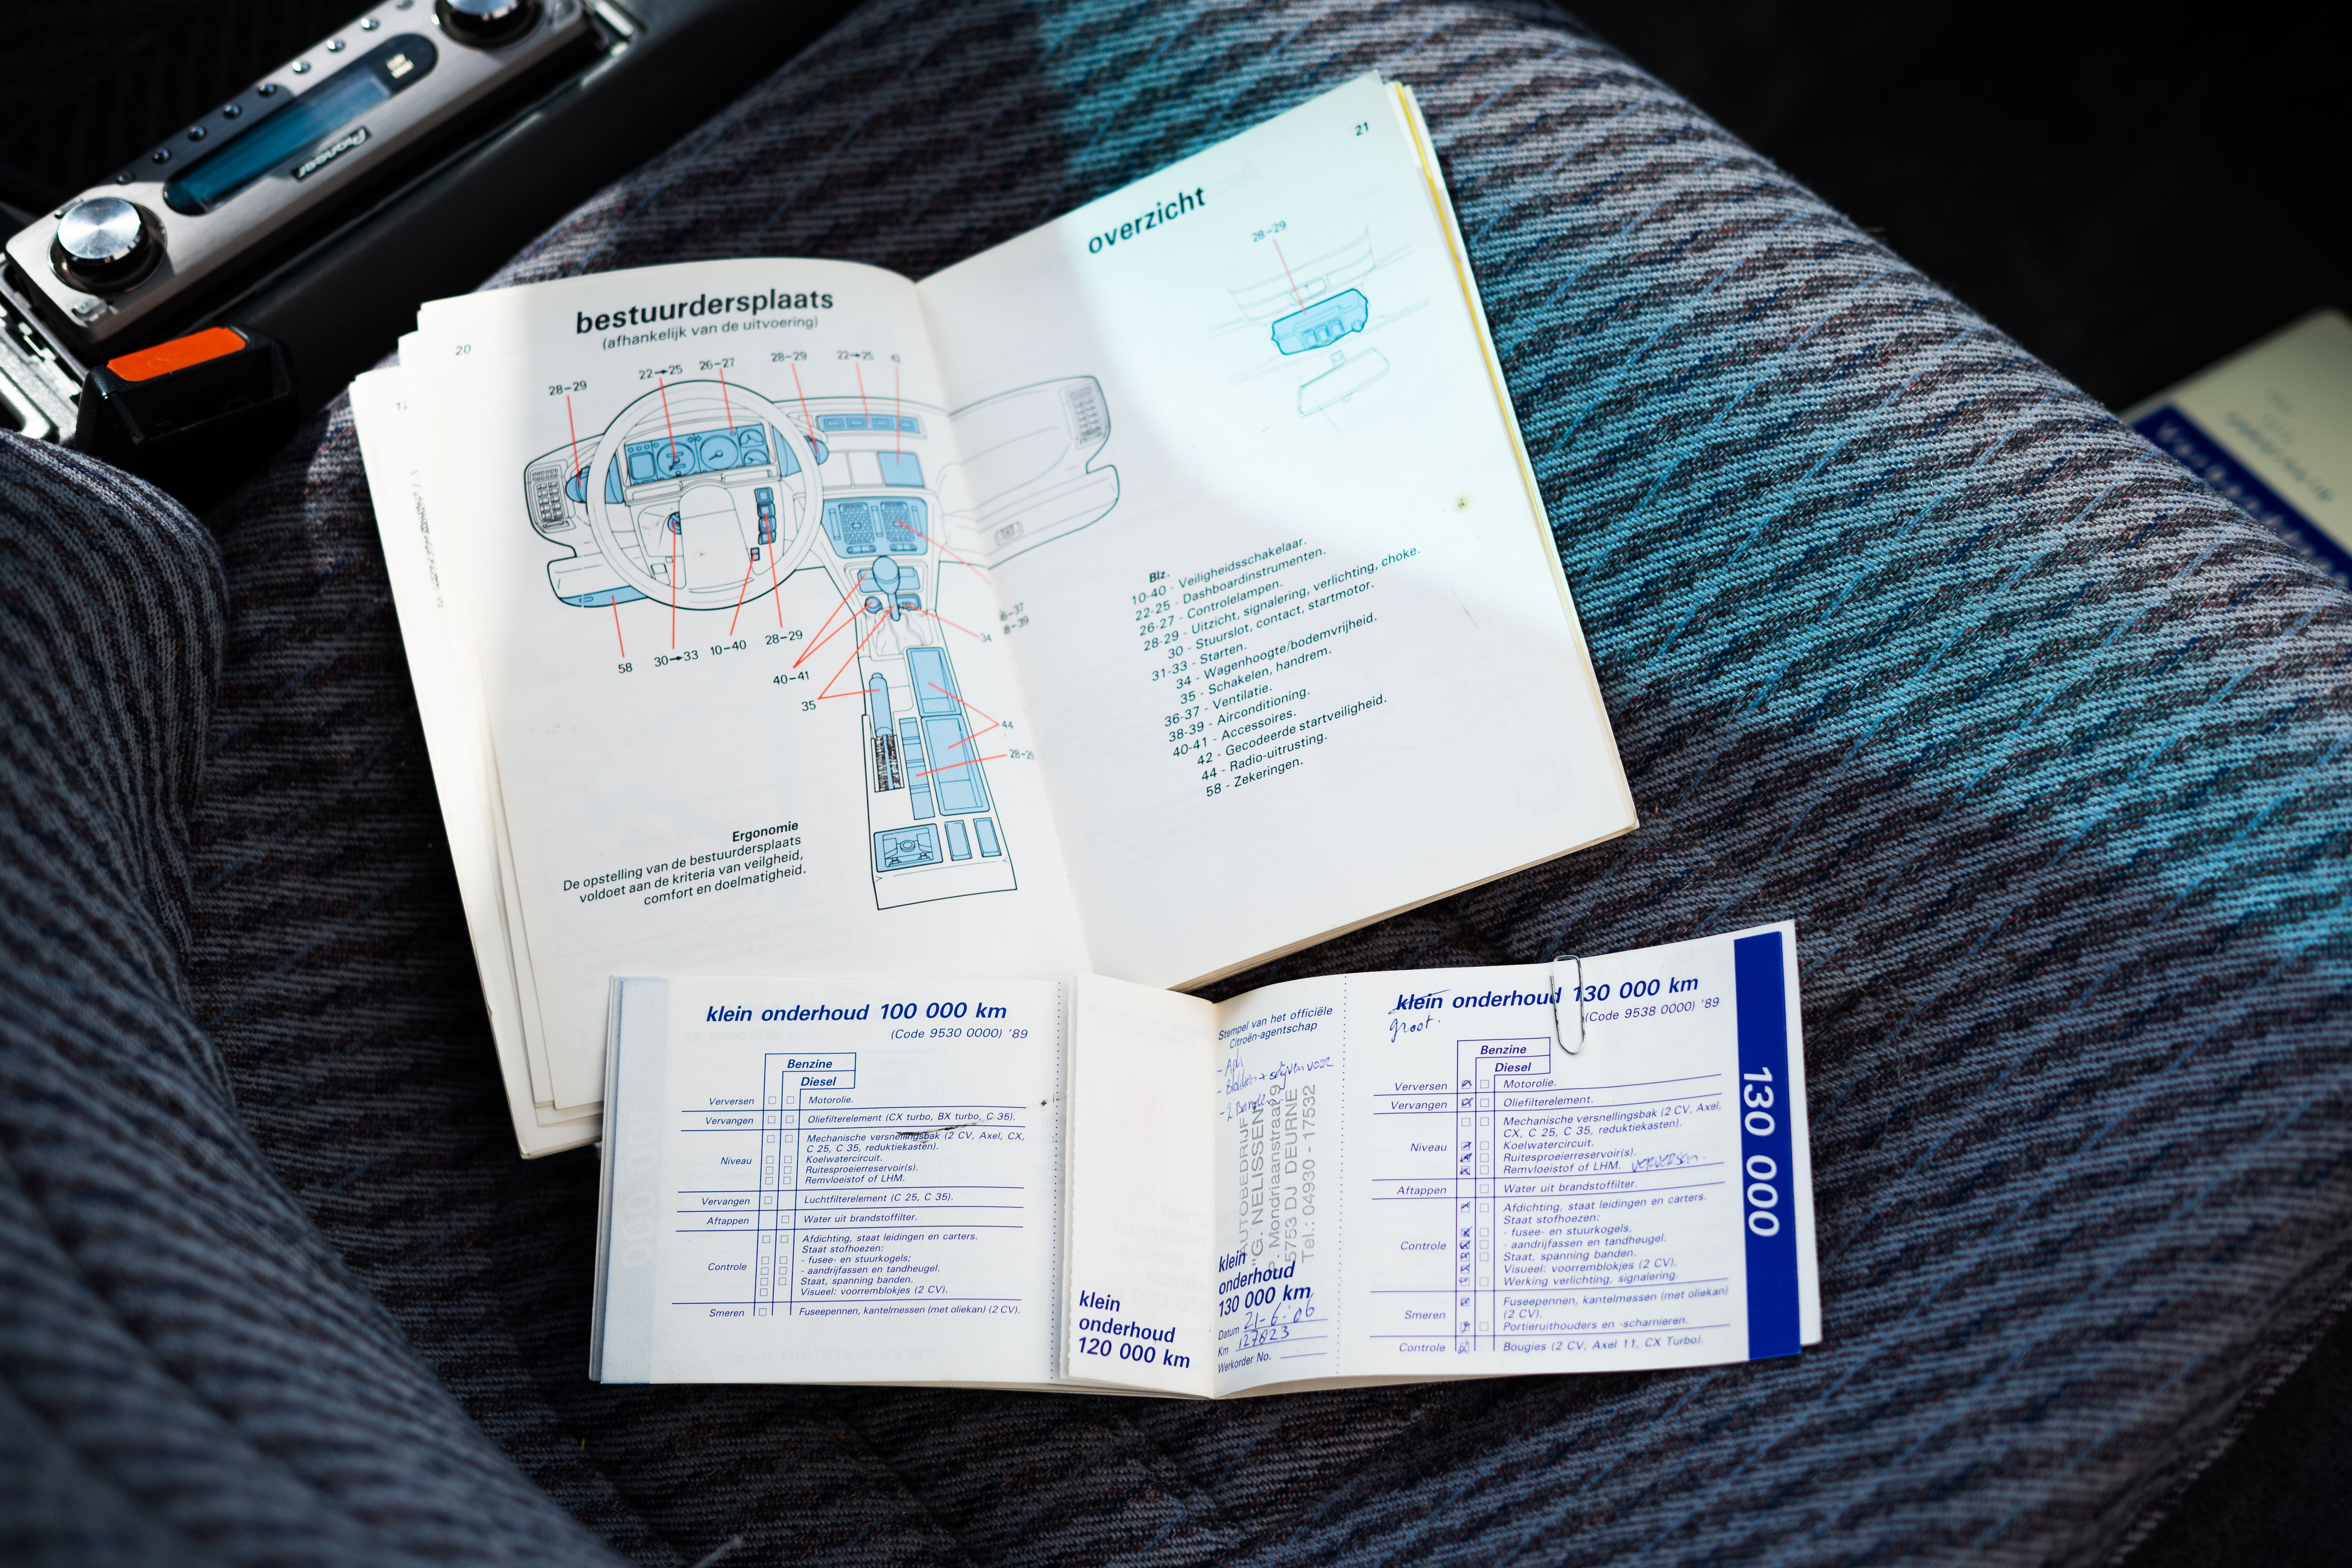 Pioneer
20
bestuurdersplaats
(afhankelijk van de uitvoering)
28-29
22→25
26-27
28-29
22→25
42
58
30→33
10-40
28-29
40-41
35
34
44
28-29
Ergonomie
De opstelling van de bestuurdersplaats
voldoet aan de kriteria van veiligheid,
comfort en doelmatigheid.
21
overzicht
28-29
Blz.
10-40 - Veiligheidsschakelaar.
22-25 - Dashboardinstrumenten.
26-27 - Controlelampen.
28-29 - Uitzicht, signalering, verlichting, choke.
30 - Stuurslot, contact, startmotor.
31-33 - Starten.
34 - Wagenhoogte/bodemvrijheid.
35 - Schakelen, handrem.
36-37 - Ventilatie.
38-39 - Airconditioning.
40-41 - Accessoires.
42 - Gecodeerde startveiligheid.
44 - Radio-uitrusting.
58 - Zekeringen.
klein onderhoud 100 000 km
(Code 9530 0000) '89
Benzine
Diesel
Verversen Motorolie.
Vervangen Oliefilterelement (CX turbo, BX turbo, C 35).
Mechanische versnellingsbak (2 CV, Axel, CX,
C 25, C 35, reduktiekasten).
Niveau Koelwatercircuit.
Ruitesproeierreservoir(s).
Remvloeistof of LHM.
Vervangen Luchtfilterelement (C 25, C 35).
Aftappen Water uit brandstoffilter.
Afdichting, staat leidingen en carters.
Staat stofhoezen:
- fusee- en stuurkogels;
Controle - aandrijfassen en tandheugel.
Staat, spanning banden.
Visueel: voorremblokjes (2 CV).
Smeren Fuseepennen, kantelmessen (met oliekan) (2 CV).
klein
onderhoud
120 000 km
Stempel van het officiële
Citroën-agentschap
AUTOBEDRIJF
"G. NELISSEN"
P. Mondriaanstraat 9
5753 DJ DEURNE
Tel.: 04930 - 17532
klein
onderhoud
130 000 km
Datum 21-6-06
Km 127823
Werkorder No.
klein onderhoud 130 000 km
groot.
(Code 9538 0000) '89
Benzine
Diesel
Verversen Motorolie.
Vervangen Oliefilterelement.
Mechanische versnellingsbak (2 CV, Axel,
CX, C 25, C 35, reduktiekasten).
Niveau Koelwatercircuit.
Ruitesproeierreservoir(s).
Remvloeistof of LHM. verversen.
Aftappen Water uit brandstoffilter.
Afdichting, staat leidingen en carters.
Staat stofhoezen:
- fusee- en stuurkogels,
Controle - aandrijfassen en tandheugel.
Staat, spanning banden.
Visueel: voorremblokjes (2 CV).
Werking verlichting, signalering.
Smeren Fuseepennen, kantelmessen (met oliekan)
(2 CV).
Portieruithouders en -scharnieren.
Controle Bougies (2 CV, Axel 11, CX Turbo).
130 000